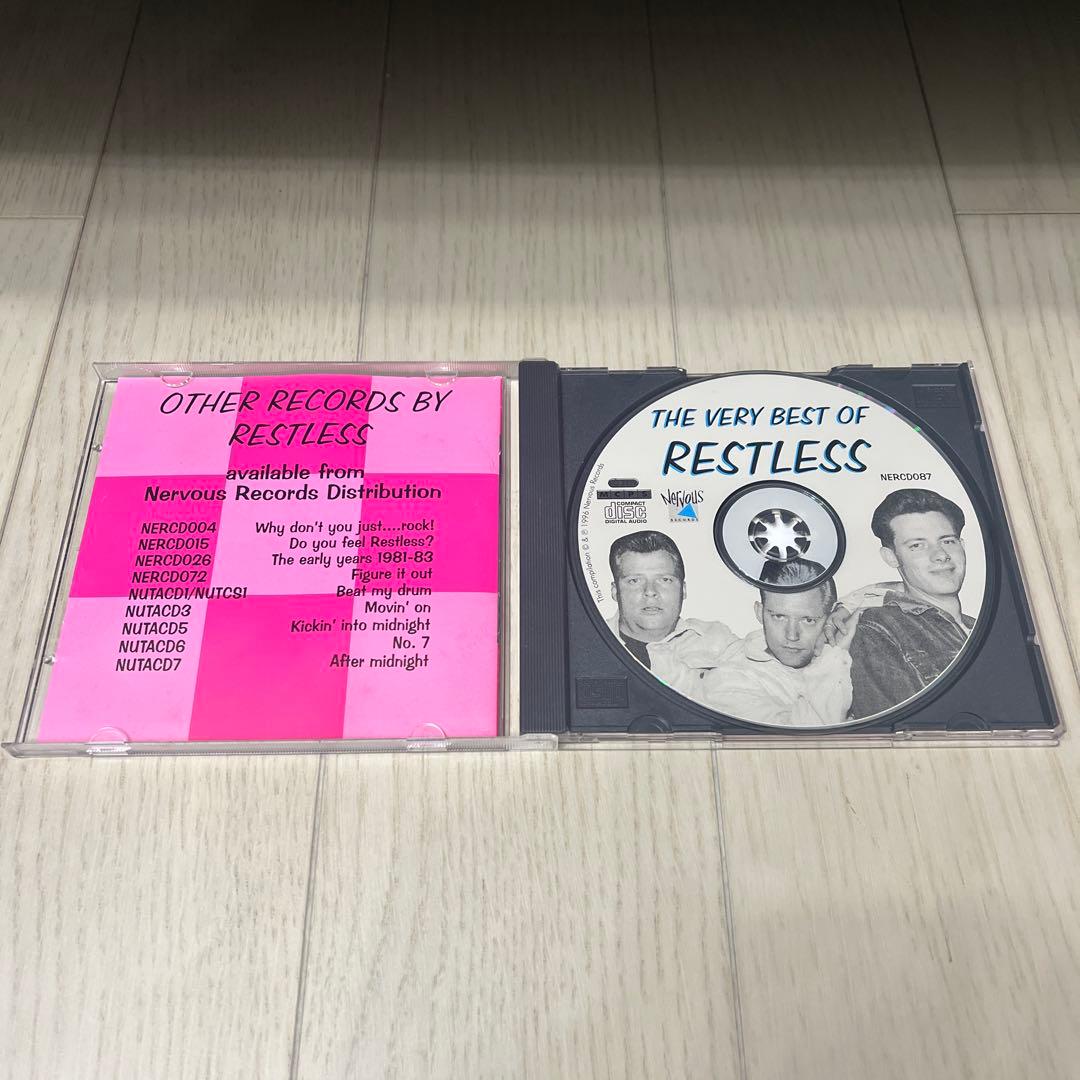 OTHER RECORDS BY
RESTLESS
available from
Nervous Records Distribution
NERCD004 Why don't you just....rock!
NERCD015 Do you feel Restless?
NERCD026 The early years 1981-83
NERCD072 Figure it out
NUTACD1/NUTCS1 Beat my drum
NUTACD3 Movin' on
NUTACD5 Kickin' into midnight
NUTACD6 No. 7
NUTACD7 After midnight
THE VERY BEST OF
RESTLESS
NERCD087
MCPS
COMPACT
disc
DIGITAL AUDIO
Nervous
RECORDS
This compilation © & ℗ 1996 Nervous Records